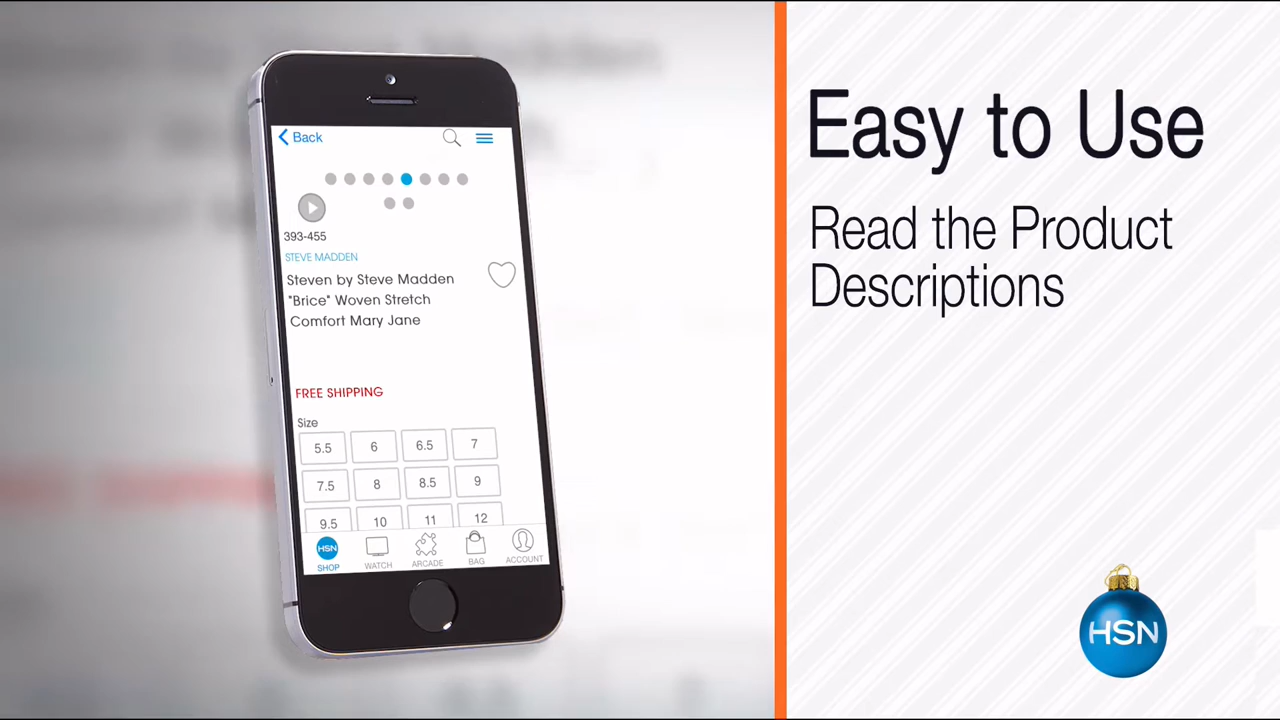 Back
393-455
STEVE MADDEN
Steven by Steve Madden
"Brice" Woven Stretch
Comfort Mary Jane
FREE SHIPPING
Size
5.5 6 6.5 7
7.5 8 8.5 9
9.5 10 11 12
HSN
SHOP WATCH ARCADE BAG ACCOUNT
Easy to Use
Read the Product
Descriptions
HSN